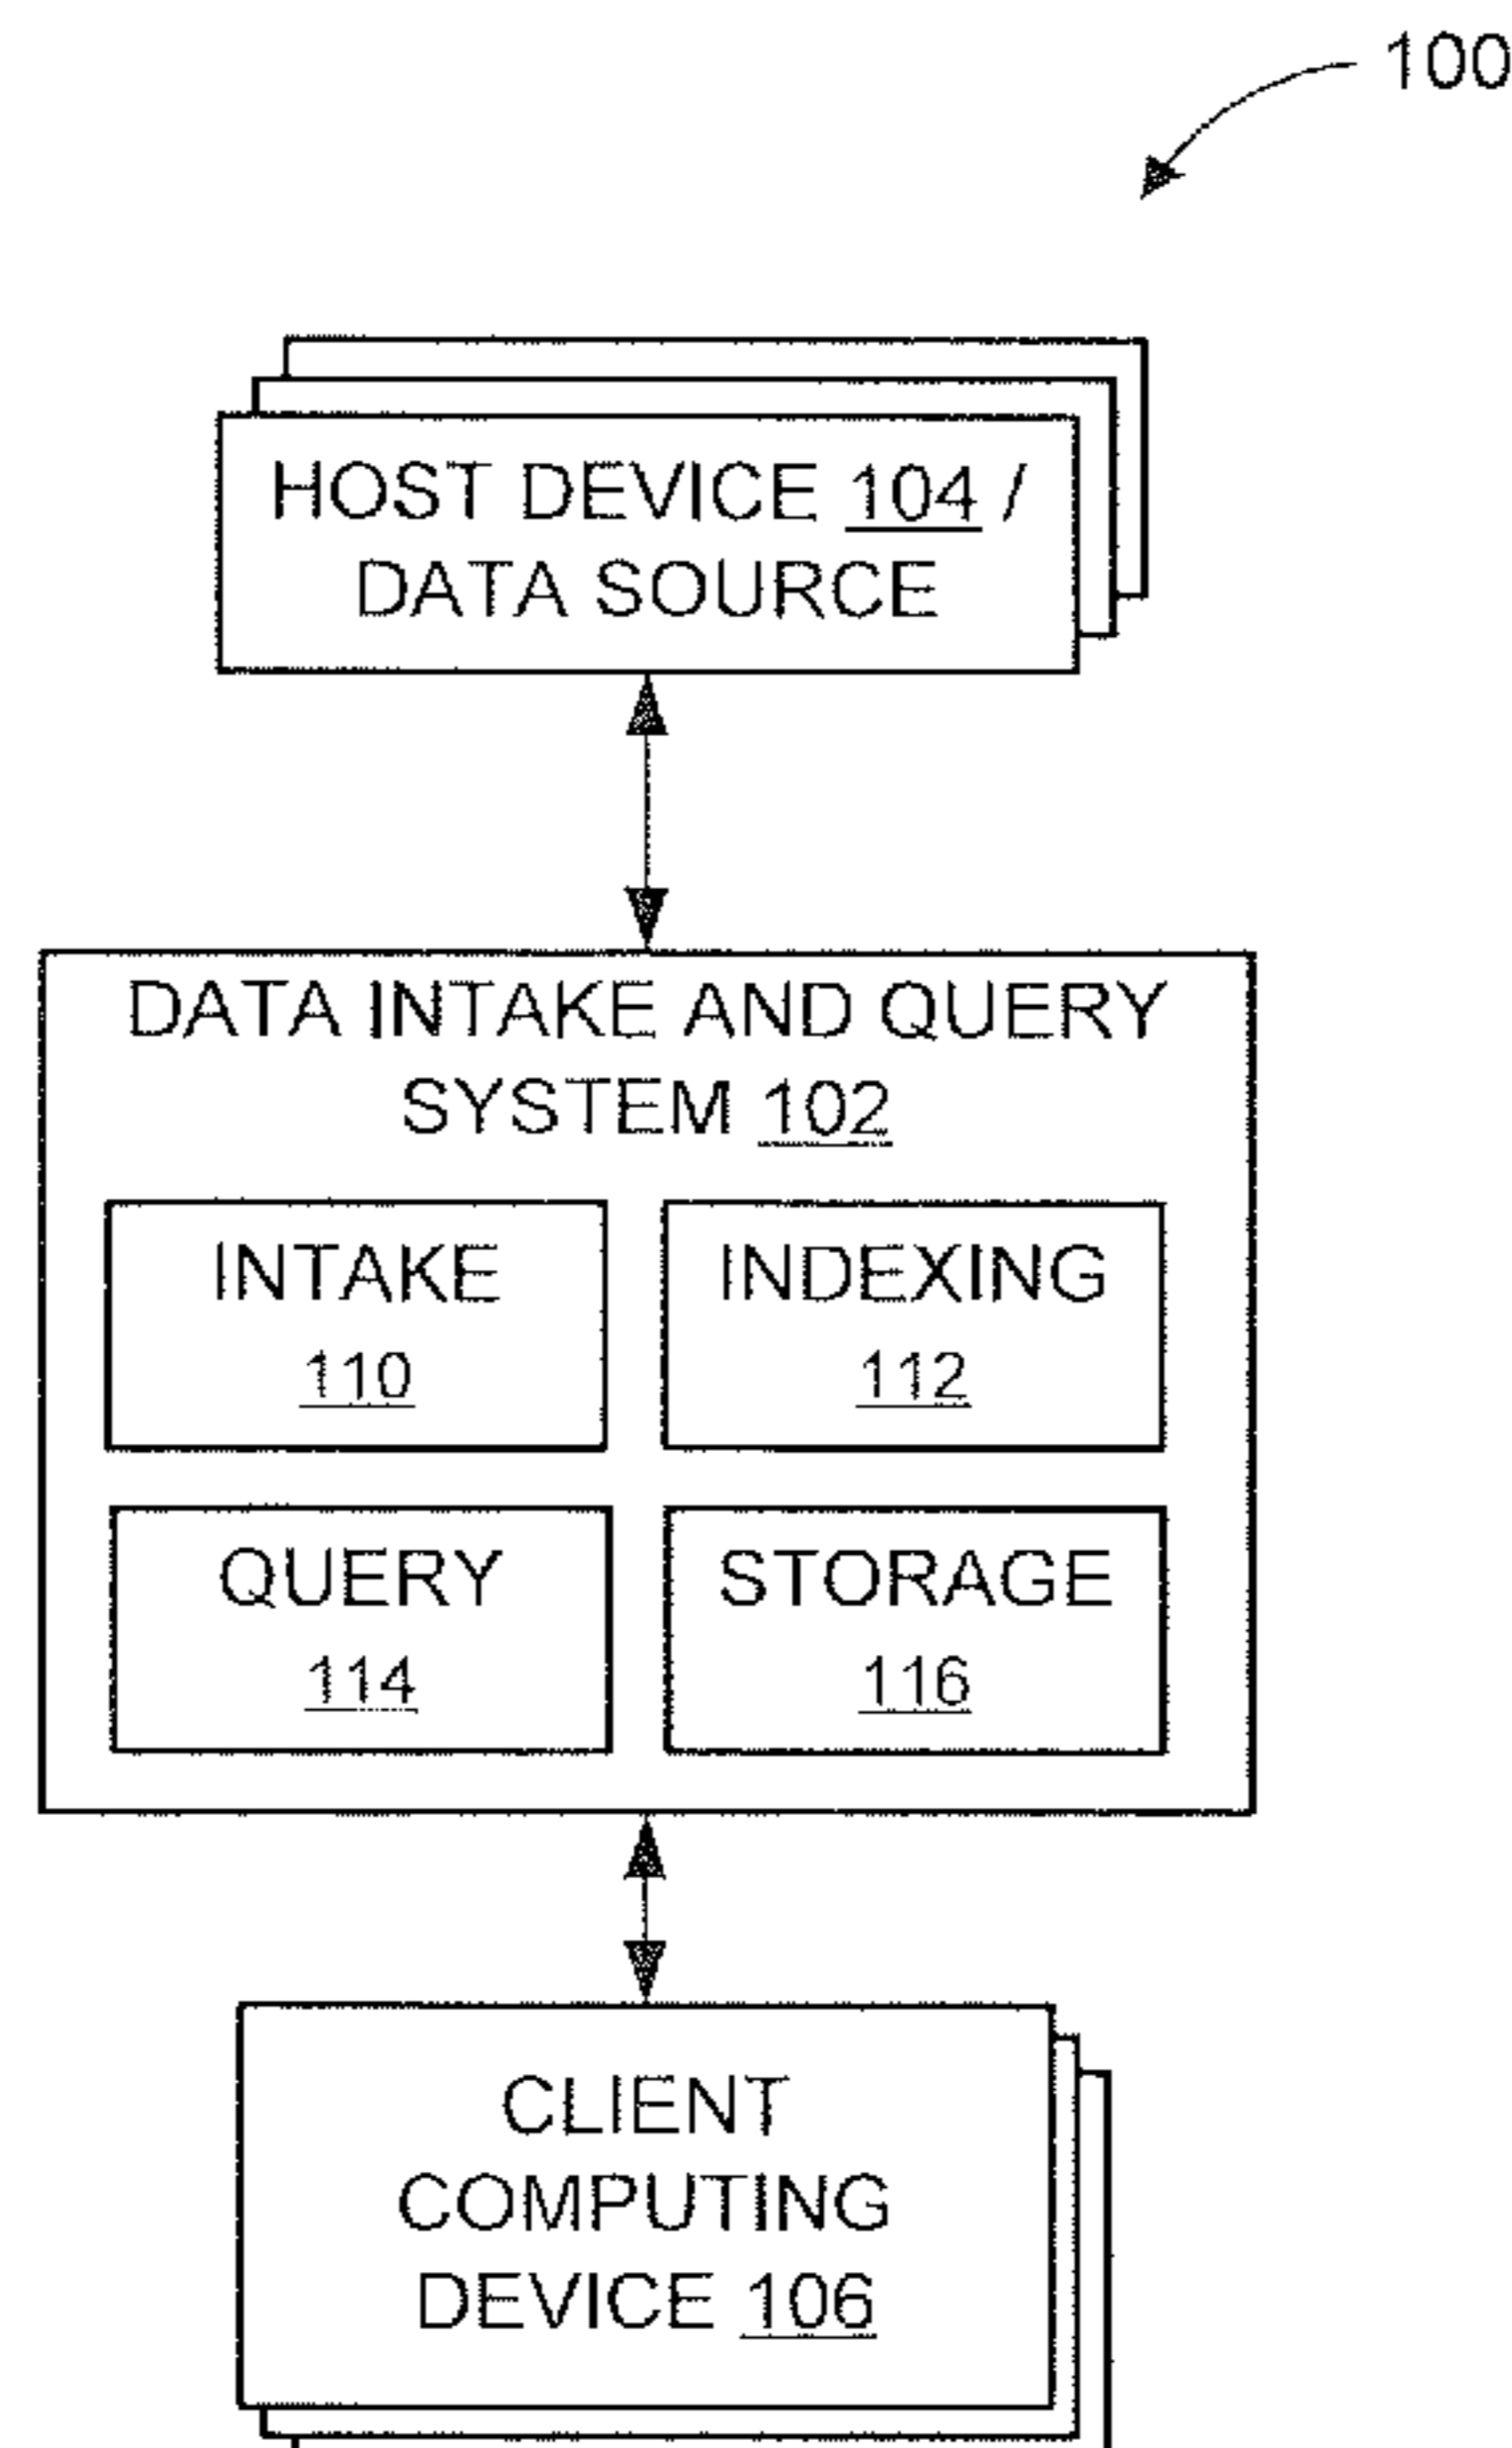 100
HOST DEVICE 104 /
DATA SOURCE
DATA INTAKE AND QUERY
SYSTEM 102
INTAKE
110
INDEXING
112
QUERY
114
STORAGE
116
CLIENT
COMPUTING
DEVICE 106